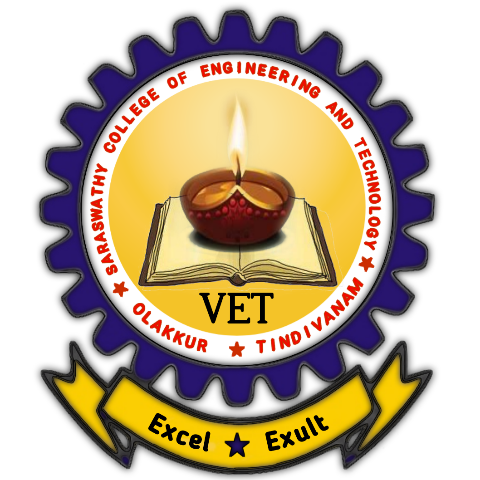 SARASWATHY COLLEGE OF ENGINEERING AND TECHNOLOGY
OLAKKUR ★ TINDIVANAM
VET
Excel ★ Exult